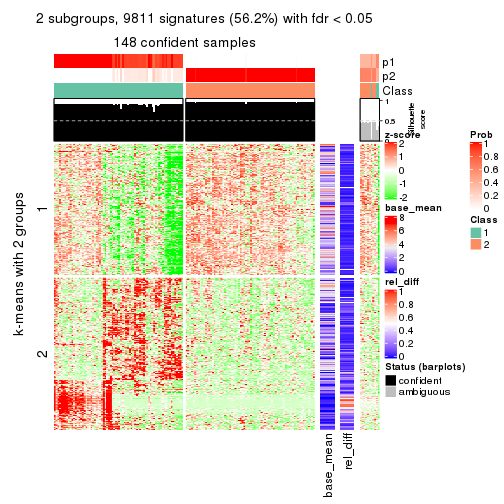 2 subgroups, 9811 signatures (56.2%) with fdr < 0.05
148 confident samples
p1
p2
Class
1
0.5
0
Silhouette
score
k-means with 2 groups
1
2
z-score
2
1
0
-1
-2
base_mean
8
6
4
2
0
rel_diff
1
0.8
0.6
0.4
0.2
0
Status (barplots)
confident
ambiguous
Prob
1
0.8
0.6
0.4
0.2
0
Class
1
2
base_mean
rel_diff